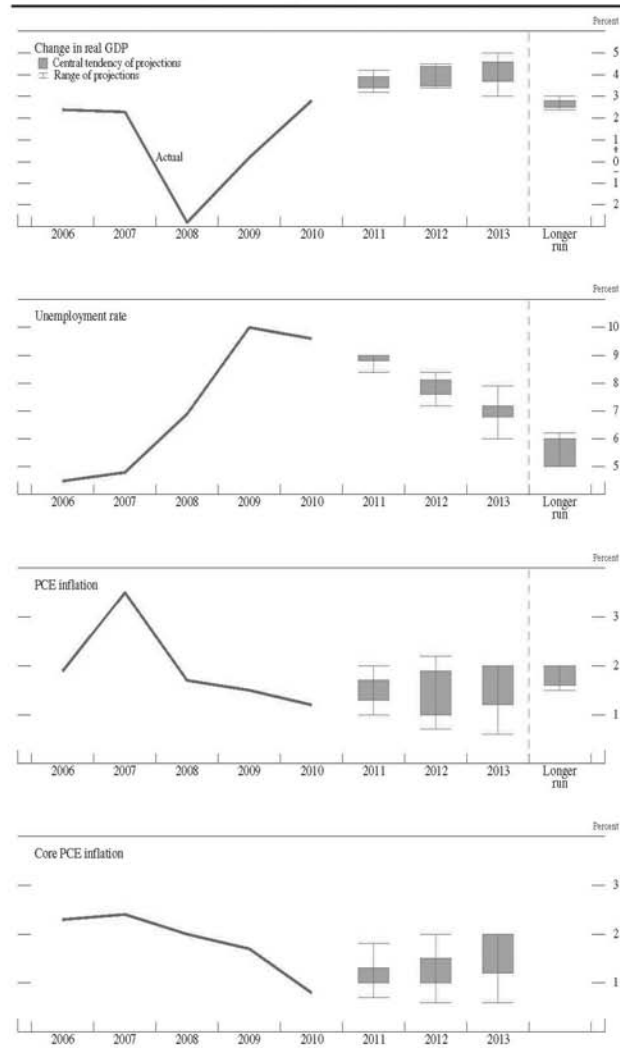 Percent
Change in real GDP
Central tendency of projections
Range of projections
Actual
5
4
3
2
1
+
0
−
1
2
2006 2007 2008 2009 2010 2011 2012 2013 Longer run
Percent
Unemployment rate
10
9
8
7
6
5
2006 2007 2008 2009 2010 2011 2012 2013 Longer run
Percent
PCE inflation
3
2
1
2006 2007 2008 2009 2010 2011 2012 2013 Longer run
Percent
Core PCE inflation
3
2
1
2006 2007 2008 2009 2010 2011 2012 2013